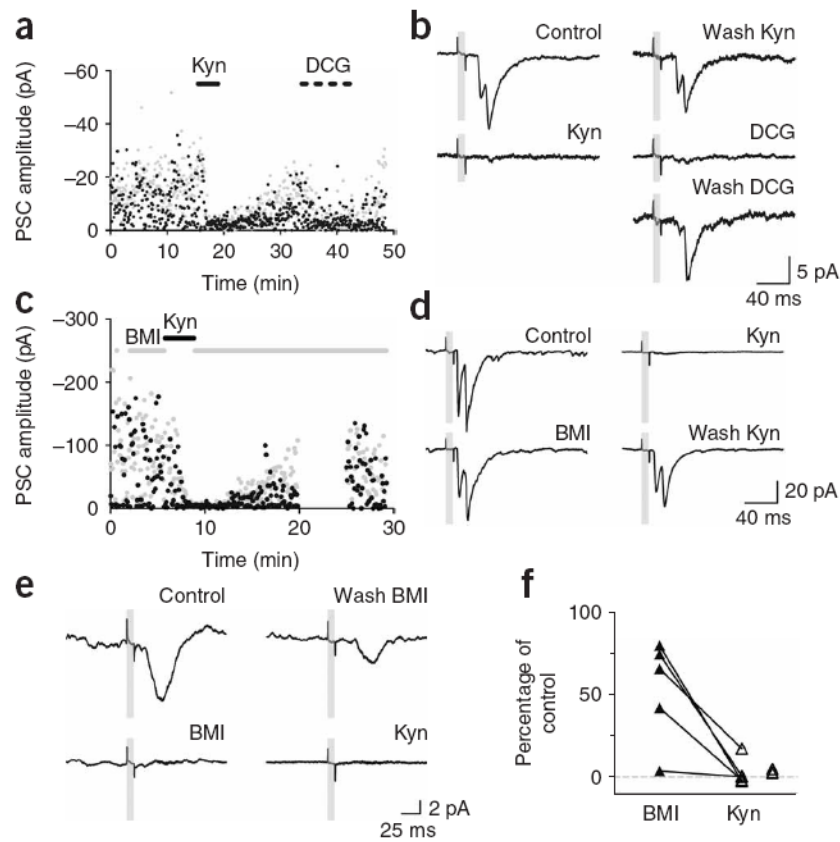 a
Kyn
DCG
PSC amplitude (pA)
–60
–40
–20
0
0
10
20
30
40
50
Time (min)
b
Control
Wash Kyn
Kyn
DCG
Wash DCG
5 pA
40 ms
c
BMI
Kyn
PSC amplitude (pA)
–300
–200
–100
0
0
10
20
30
Time (min)
d
Control
Kyn
BMI
Wash Kyn
20 pA
40 ms
e
Control
Wash BMI
BMI
Kyn
2 pA
25 ms
f
Percentage of
control
100
50
0
BMI
Kyn